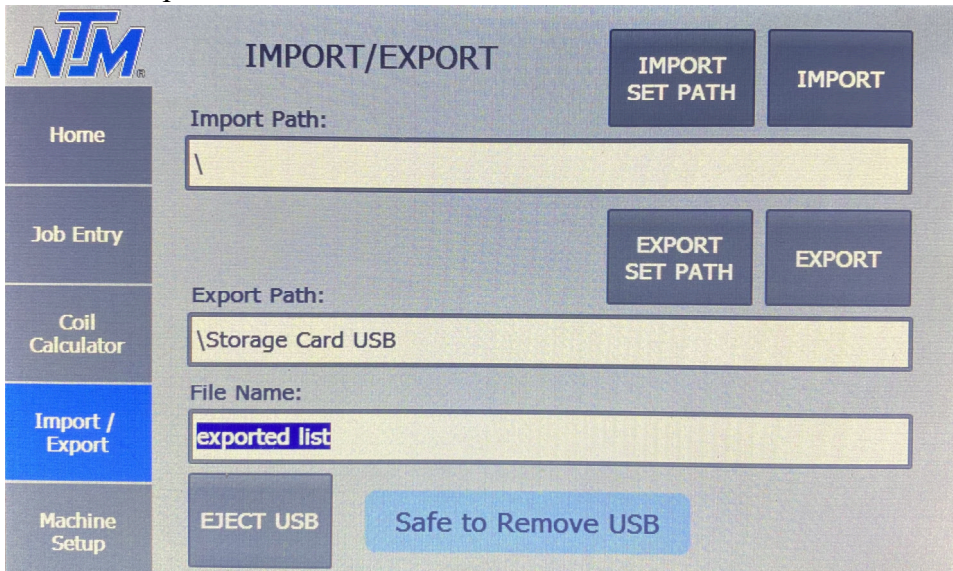 NTM®
IMPORT/EXPORT
IMPORT
SET PATH
IMPORT
Home
Import Path:
\
Job Entry
EXPORT
SET PATH
EXPORT
Export Path:
Coil
Calculator
\Storage Card USB
File Name:
Import /
Export
exported list
Machine
Setup
EJECT USB
Safe to Remove USB